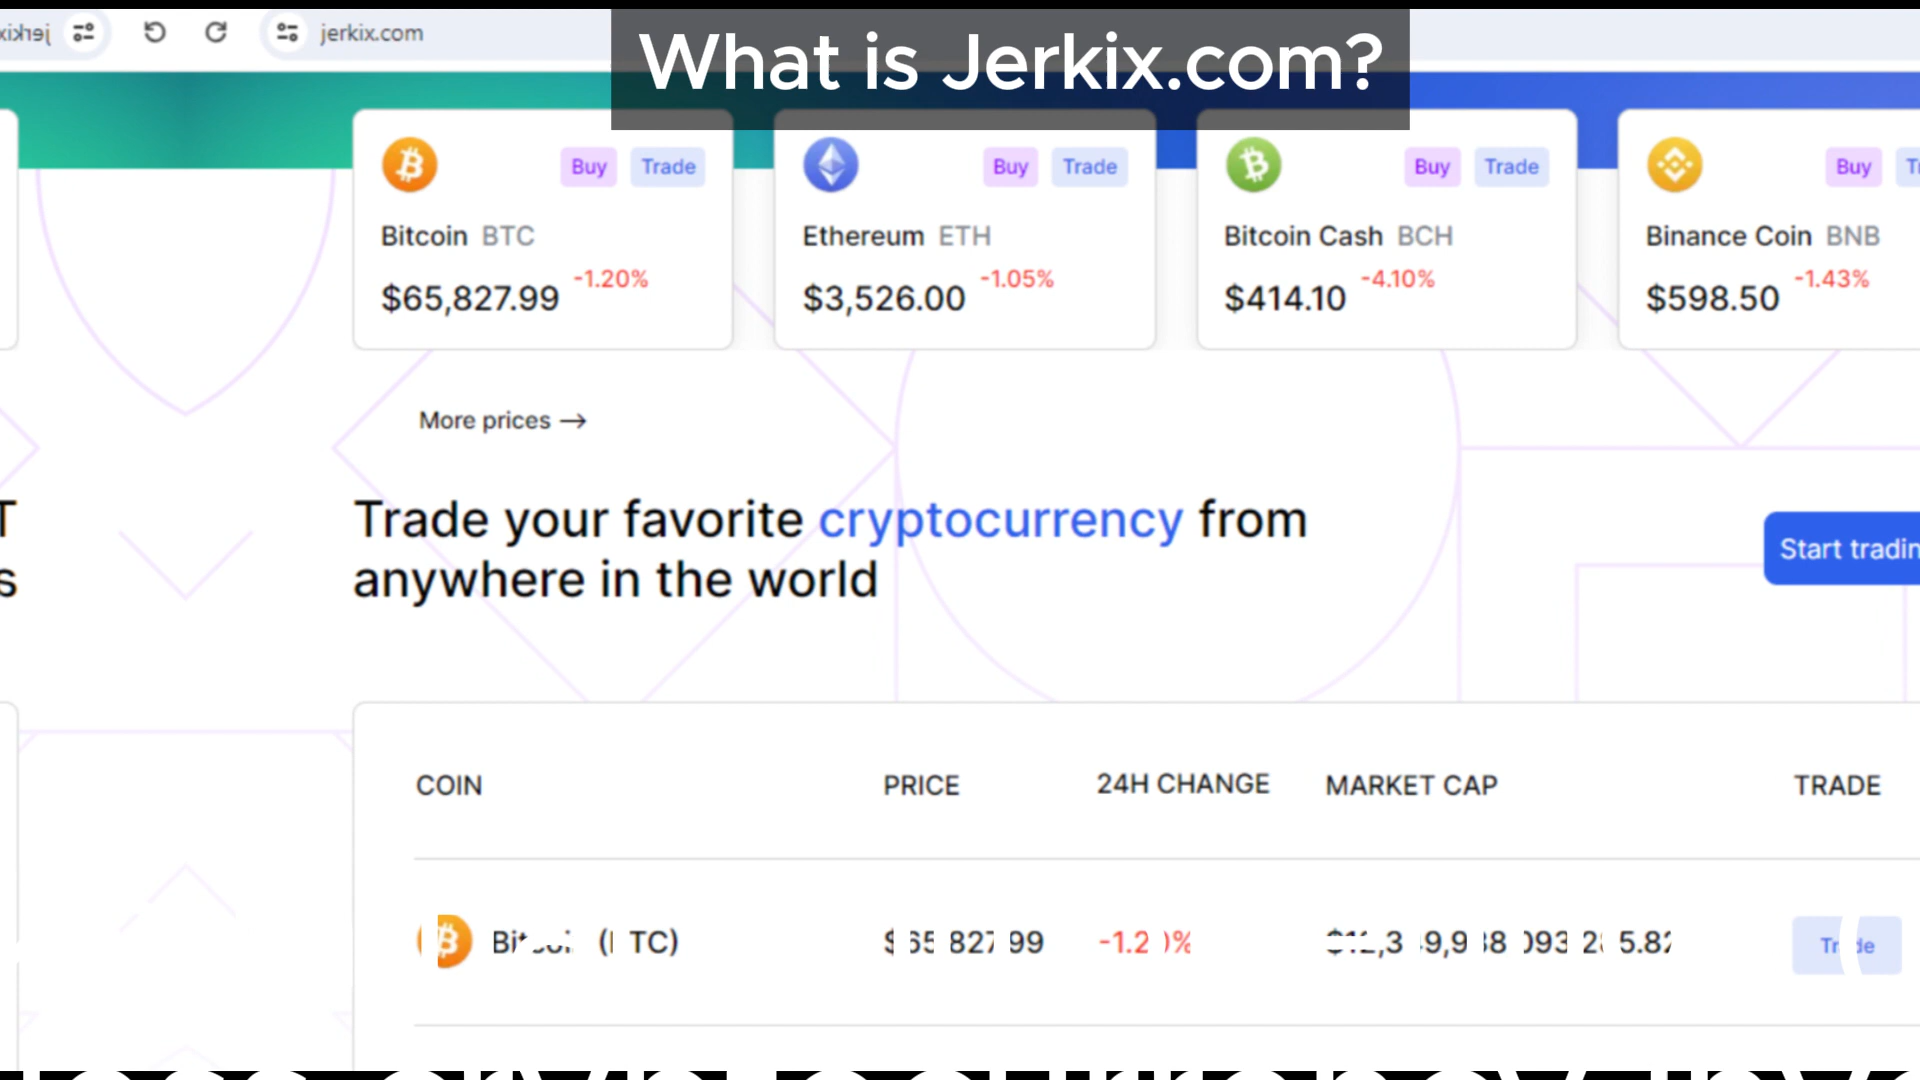 What is Jerkix.com?
jerkix.com
Buy Trade
Bitcoin BTC
$65,827.99 -1.20%
Buy Trade
Ethereum ETH
$3,526.00 -1.05%
Buy Trade
Bitcoin Cash BCH
$414.10 -4.10%
Buy
Binance Coin BNB
$598.50 -1.43%
More prices →
Trade your favorite cryptocurrency from
anywhere in the world
Start tradin
COIN PRICE 24H CHANGE MARKET CAP TRADE